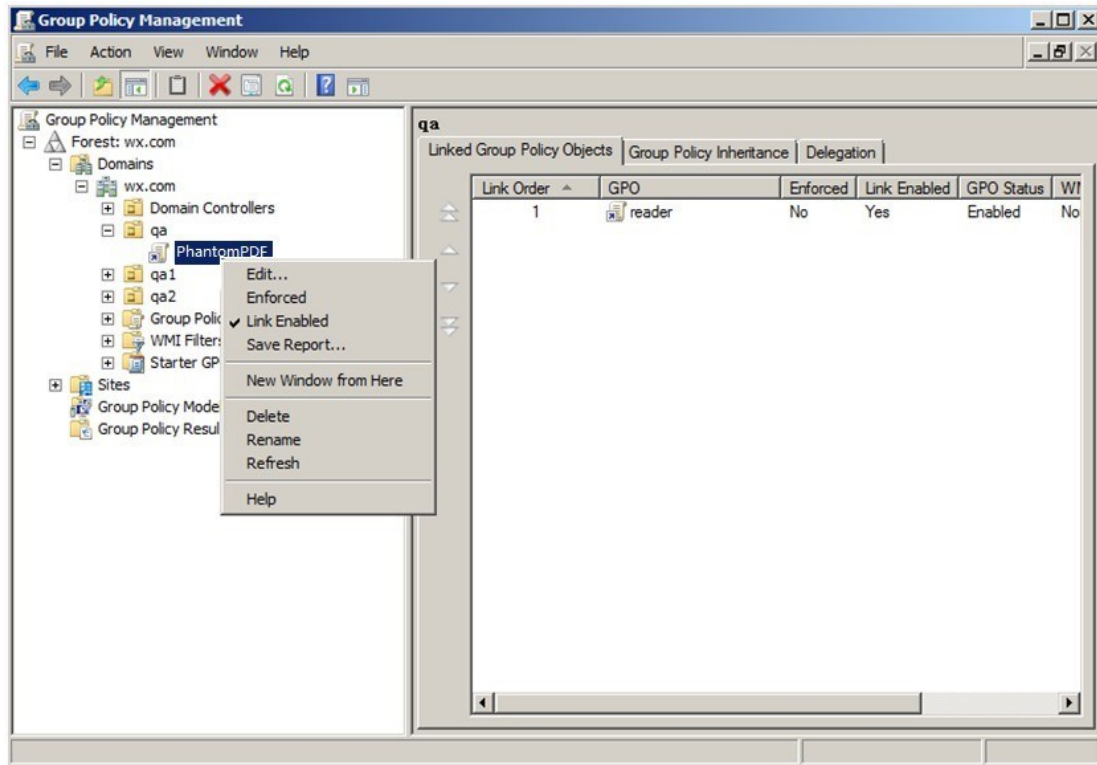 Group Policy Management
File Action View Window Help
Group Policy Management
Forest: wx.com
Domains
wx.com
Domain Controllers
qa
PhantomPDF
qa1
qa2
Group Polic
WMI Filters
Starter GP
Sites
Group Policy Model
Group Policy Resul
Edit...
Enforced
Link Enabled
Save Report...
New Window from Here
Delete
Rename
Refresh
Help
qa
Linked Group Policy Objects Group Policy Inheritance Delegation
Link Order GPO Enforced Link Enabled GPO Status WI
1 reader No Yes Enabled No